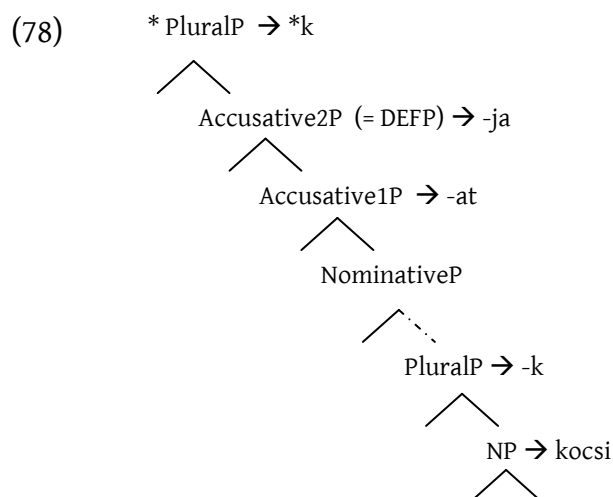 (78) * PluralP → *k
Accusative2P (= DEFP) → -ja
Accusative1P → -at
NominativeP
PluralP → -k
NP → kocsi